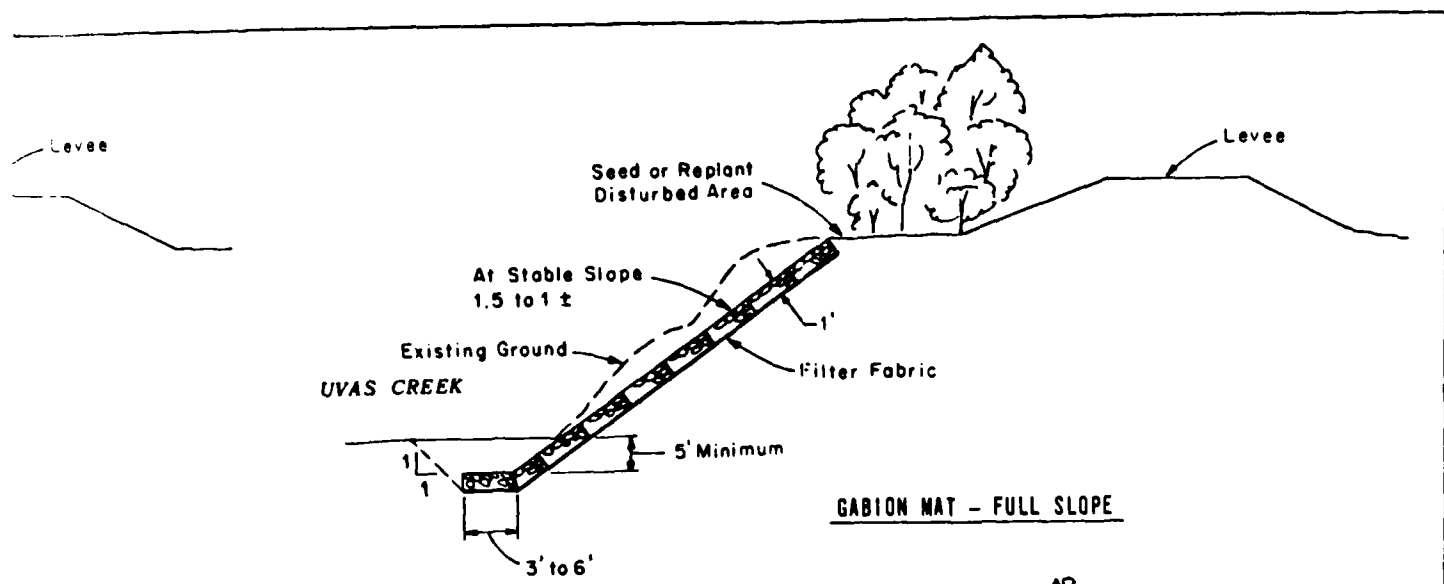 Levee
Levee
Seed or Replant
Disturbed Area
At Stable Slope
1.5 to 1 ±
1'
Existing Ground
Filter Fabric
UVAS CREEK
5' Minimum
1
1
GABION MAT - FULL SLOPE
3' to 6'